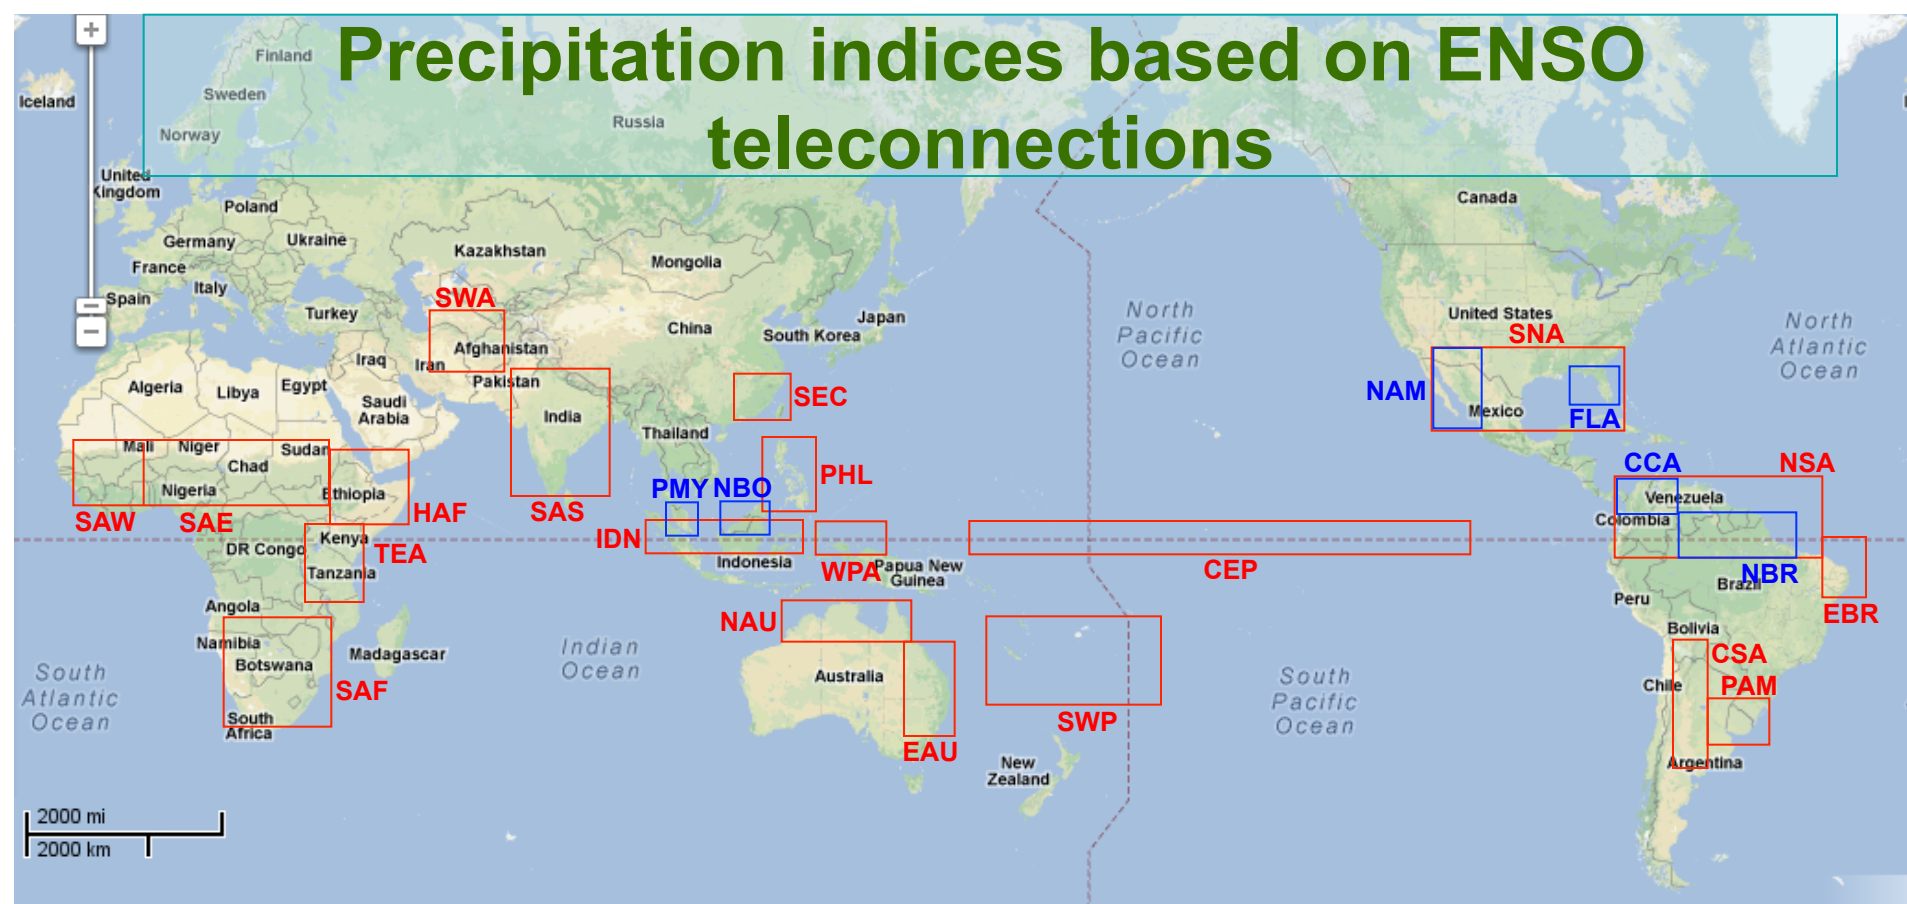 Precipitation indices based on ENSO
teleconnections
Iceland
Finland
Sweden
Norway
Russia
United
Kingdom
Poland
Germany
Ukraine
France
Italy
Spain
Turkey
Kazakhstan
Mongolia
China
South Korea
Japan
SWA
Afghanistan
Iraq
Iran
Pakistan
Algeria
Libya
Egypt
Saudi
Arabia
India
SEC
Thailand
Mali
Niger
Sudan
Chad
Nigeria
Ethiopia
SAW
SAE
HAF
SAS
PMY
NBO
PHL
IDN
DR Congo
Kenya
TEA
Tanzania
Indonesia
WPA
Papua New
Guinea
CEP
Angola
Namibia
Botswana
Madagascar
SAF
South
Africa
NAU
Australia
EAU
SWP
New
Zealand
Indian
Ocean
South
Atlantic
Ocean
North
Pacific
Ocean
South
Pacific
Ocean
Canada
United States
SNA
NAM
Mexico
FLA
North
Atlantic
Ocean
CCA
NSA
Venezuela
Colombia
NBR
Brazil
EBR
Peru
Bolivia
CSA
Chile
PAM
Argentina
2000 mi
2000 km